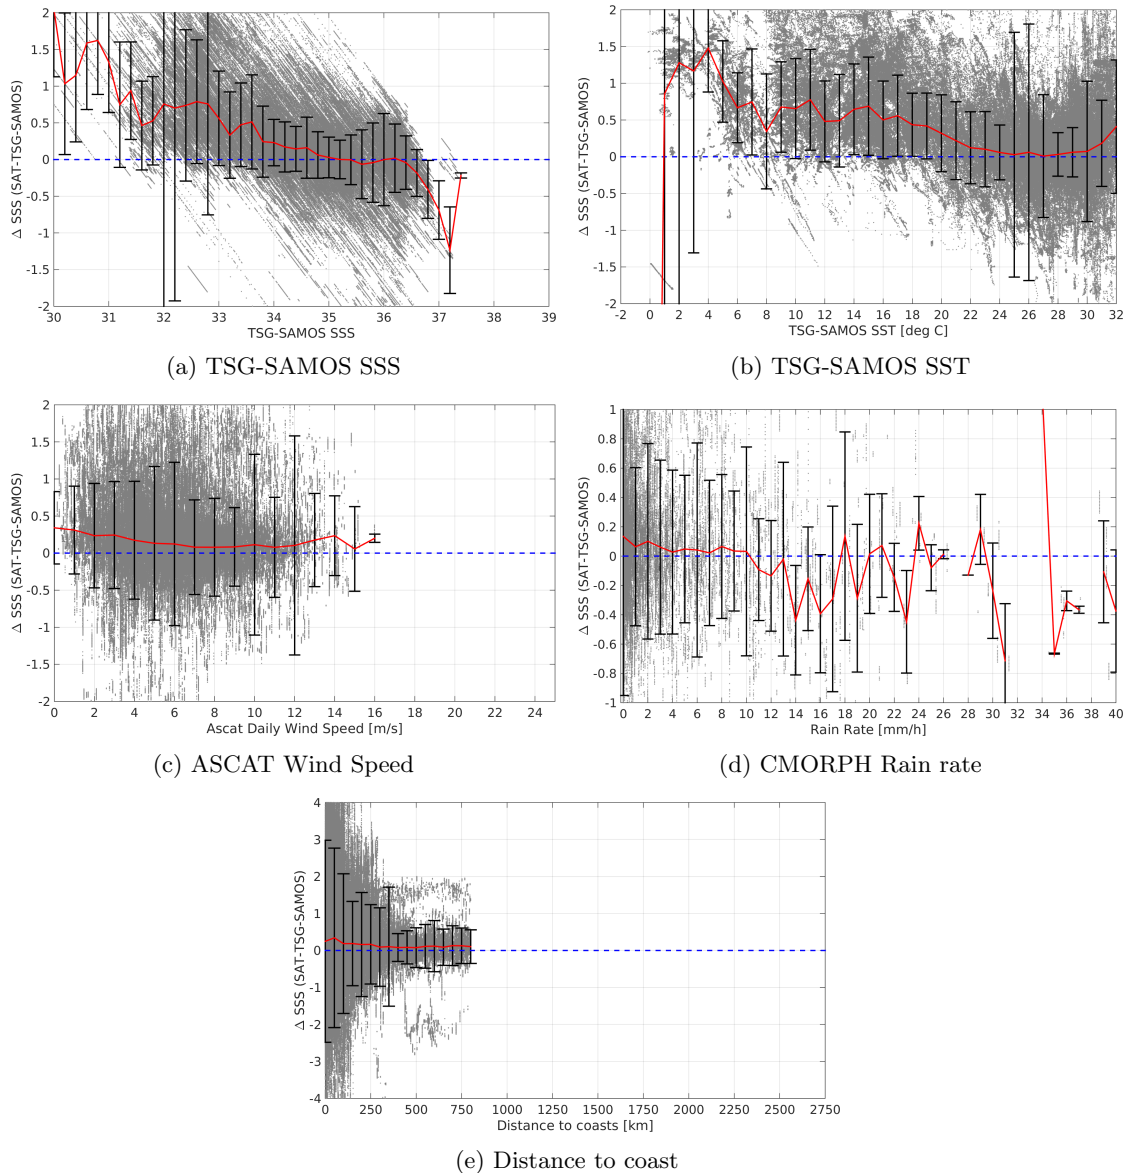 2
1.5
1
0.5
0
-0.5
-1
-1.5
-2
Δ SSS (SAT-TSG-SAMOS)
30 31 32 33 34 35 36 37 38 39
TSG-SAMOS SSS
(a) TSG-SAMOS SSS
2
1.5
1
0.5
0
-0.5
-1
-1.5
-2
Δ SSS (SAT-TSG-SAMOS)
-2 0 2 4 6 8 10 12 14 16 18 20 22 24 26 28 30 32
TSG-SAMOS SST [deg C]
(b) TSG-SAMOS SST
2
1.5
1
0.5
0
-0.5
-1
-1.5
-2
Δ SSS (SAT-TSG-SAMOS)
0 2 4 6 8 10 12 14 16 18 20 22 24
Ascat Daily Wind Speed [m/s]
(c) ASCAT Wind Speed
1
0.8
0.6
0.4
0.2
0
-0.2
-0.4
-0.6
-0.8
-1
Δ SSS (SAT-TSG-SAMOS)
0 2 4 6 8 10 12 14 16 18 20 22 24 26 28 30 32 34 36 38 40
Rain Rate [mm/h]
(d) CMORPH Rain rate
4
3
2
1
0
-1
-2
-3
-4
Δ SSS (SAT-TSG-SAMOS)
0 250 500 750 1000 1250 1500 1750 2000 2250 2500 2750
Distance to coasts [km]
(e) Distance to coast